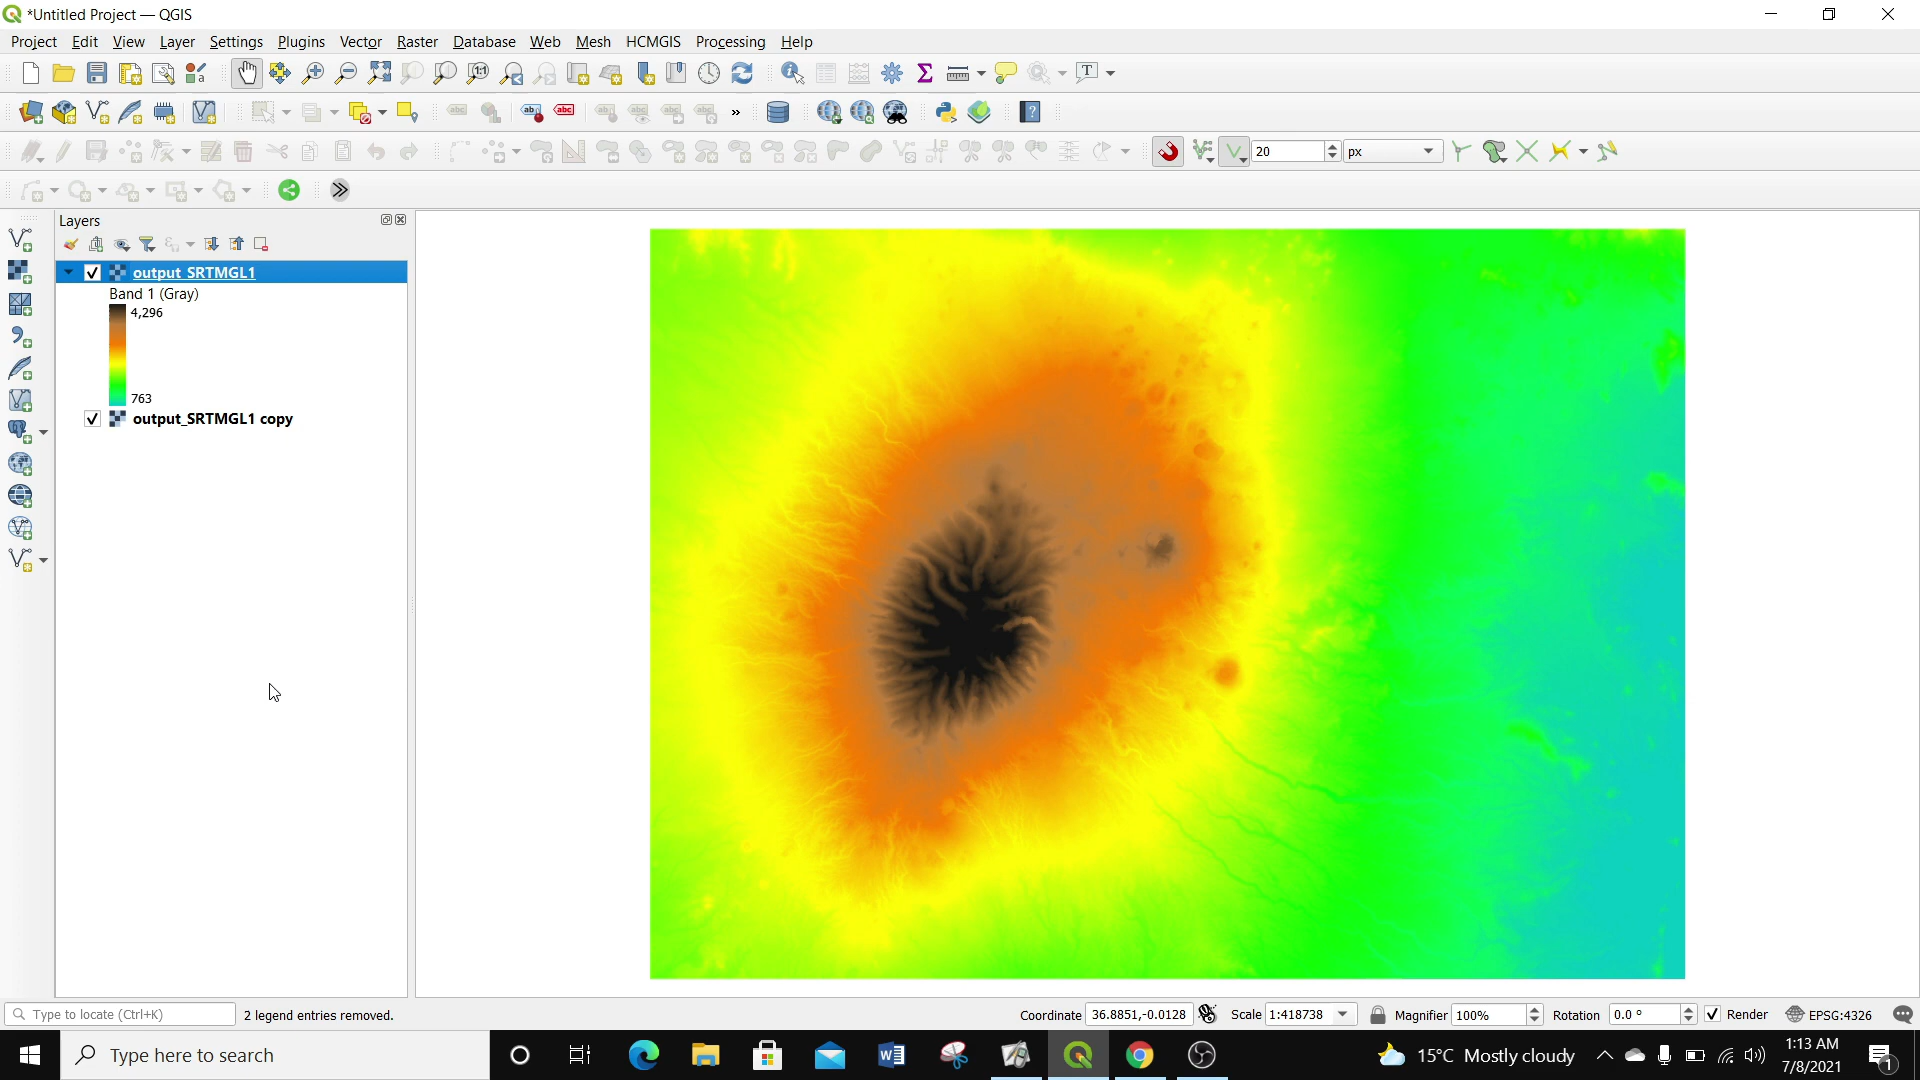 *Untitled Project — QGIS
Project Edit View Layer Settings Plugins Vector Raster Database Web Mesh HCMGIS Processing Help
20 px
Layers
output_SRTMGL1
Band 1 (Gray)
4,296
763
output_SRTMGL1 copy
Type to locate (Ctrl+K) 2 legend entries removed. Coordinate 36.8851,-0.0128 Scale 1:418738 Magnifier 100% Rotation 0.0 ° Render EPSG:4326
Type here to search 15°C Mostly cloudy 1:13 AM
7/8/2021 1